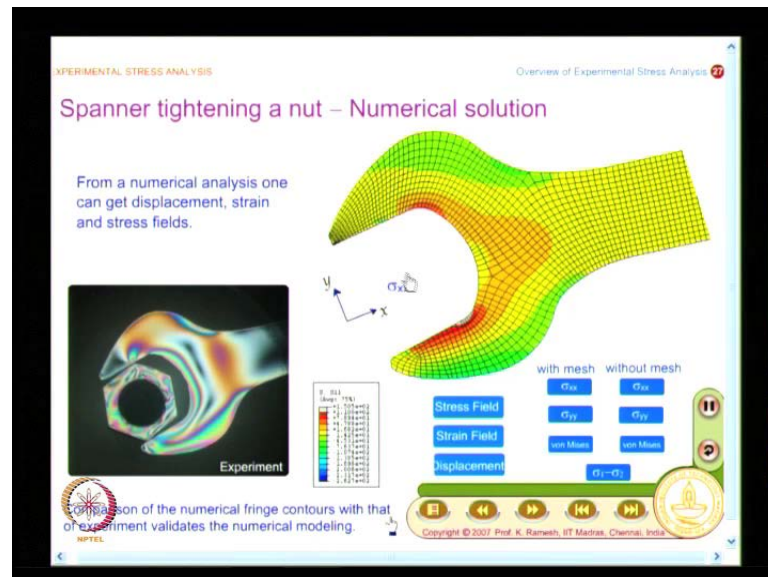 XPERIMENTAL STRESS ANALYSIS
Overview of Experimental Stress Analysis 27
Spanner tightening a nut – Numerical solution
From a numerical analysis one
can get displacement, strain
and stress fields.
y
x
Experiment
with mesh without mesh
Stress Field
σxx σxx
Strain Field
σyy σyy
Displacement
von Mises von Mises
σ1-σ2
Comparison of the numerical fringe contours with that
of experiment validates the numerical modeling.
NPTEL
Copyright © 2007 Prof. K. Ramesh, IIT Madras, Chennai, India